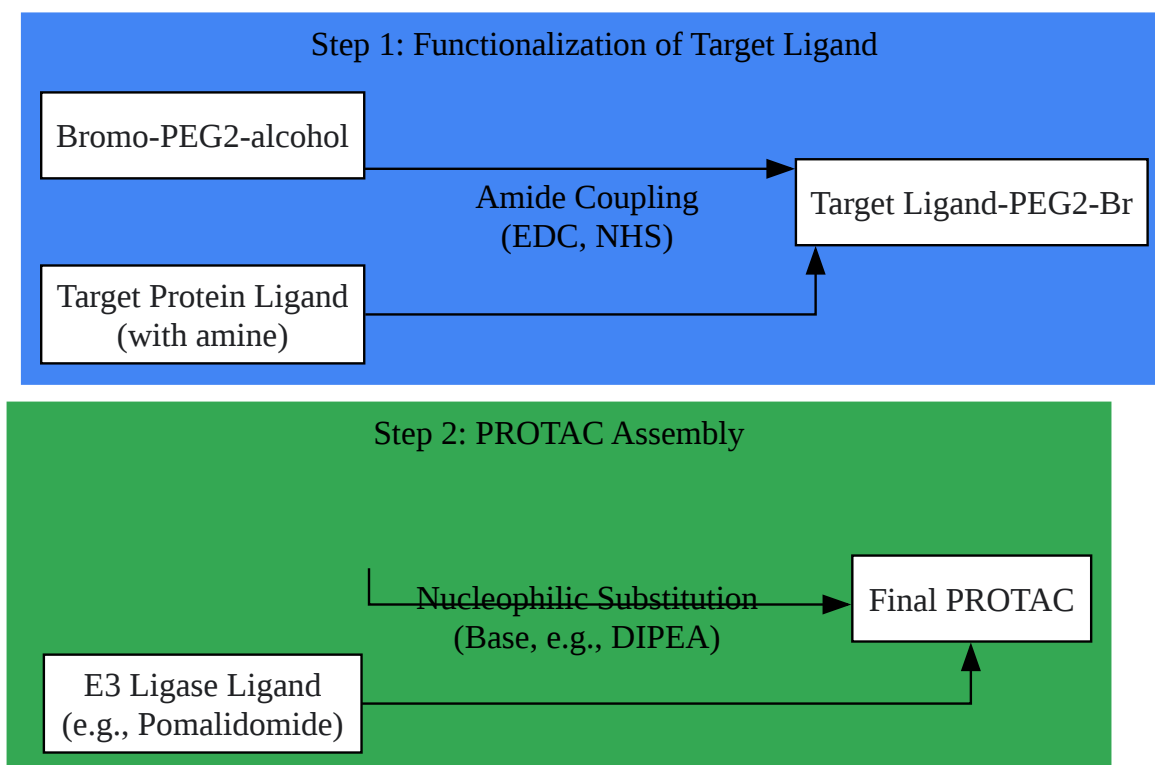 Step 1: Functionalization of Target Ligand
Bromo-PEG2-alcohol
Amide Coupling
(EDC, NHS)
Target Ligand-PEG2-Br
Target Protein Ligand
(with amine)
Step 2: PROTAC Assembly
Nucleophilic Substitution
(Base, e.g., DIPEA)
Final PROTAC
E3 Ligase Ligand
(e.g., Pomalidomide)